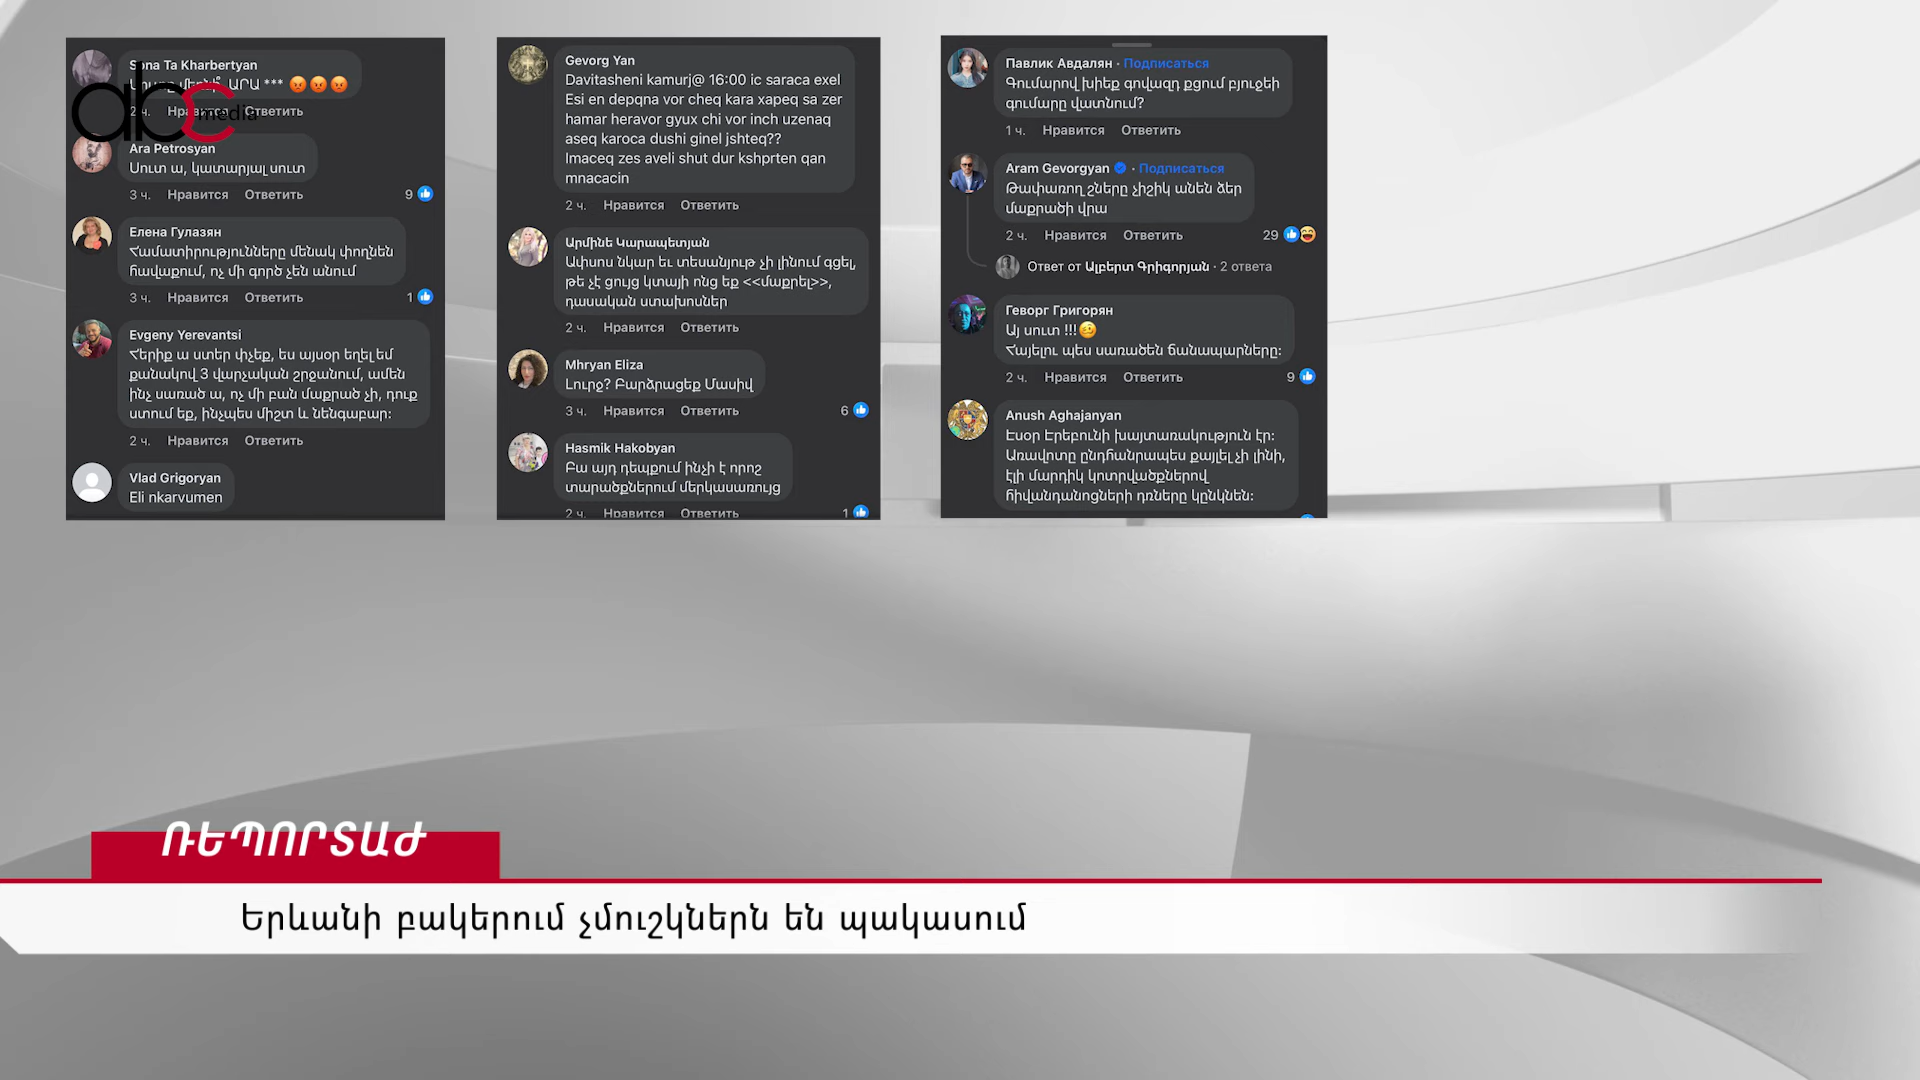 Sona Ta Kharbertyan
ԱՐԱ *** 😡😡😡
2 ч. Нравится Ответить
abc media
Ara Petrosyan
Սուտ ա, կատարյալ սուտ
3 ч. Нравится Ответить 9
Елена Гулазян
Համատիրությունները մենակ փողնեն
հավաքում, ոչ մի գործ չեն անում
3 ч. Нравится Ответить 1
Evgeny Yerevantsi
Հերիք ա ստեր փչեք, ես այսօր եղել եմ
քանակով 3 վարչական շրջանում, ամեն
ինչ սառած ա, ոչ մի բան մաքրած չի, դուք
ստում եք, ինչպես միշտ և նենգաբար:
2 ч. Нравится Ответить
Vlad Grigoryan
Eli nkarvumen
Gevorg Yan
Davitasheni kamurj@ 16:00 ic saraca exel
Esi en depqna vor cheq kara xapeq sa zer
hamar heravor gyux chi vor inch uzenaq
aseq karoca dushi ginel jshteq??
Imaceq zes aveli shut dur kshprten qan
mnacacin
2 ч. Нравится Ответить
Արմինե Կարապետյան
Ափսոս նկար եւ տեսանյութ չի լինում գցել,
թե չէ ցույց կտայի ոնց եք <<մաքրել>>,
դասական ստախոսներ
2 ч. Нравится Ответить
Mhryan Eliza
Լուրջ? Բարձրացեք Մասիվ
3 ч. Нравится Ответить 6
Hasmik Hakobyan
Բա այդ դեպքում ինչի է որոշ
տարածքներում մերկասառույց
2 ч. Нравится Ответить 1
Павлик Авдалян · Подписаться
Գումարով խիեք գովազդ քցում բյուջեի
գումարը վատնում?
1 ч. Нравится Ответить
Aram Gevorgyan · Подписаться
Թափառող շները չիշիկ անեն ձեր
մաքրածի վրա
2 ч. Нравится Ответить 29
Ответ от Ալբերտ Գրիգորյան · 2 ответа
Геворг Григорян
Այ սուտ !!!🥴
Հայելու պես սառածեն ճանապարները:
2 ч. Нравится Ответить 9
Anush Aghajanyan
Էսօր Էրեբունի խայտառակություն էր:
Առավոտը ընդհանրապես քայլել չի լինի,
էլի մարդիկ կոտրվածքներով
հիվանդանոցների դռները կընկնեն:
ՌԵՊՈՐՏԱԺ
Երևանի բակերում չմուշկներն են պակասում